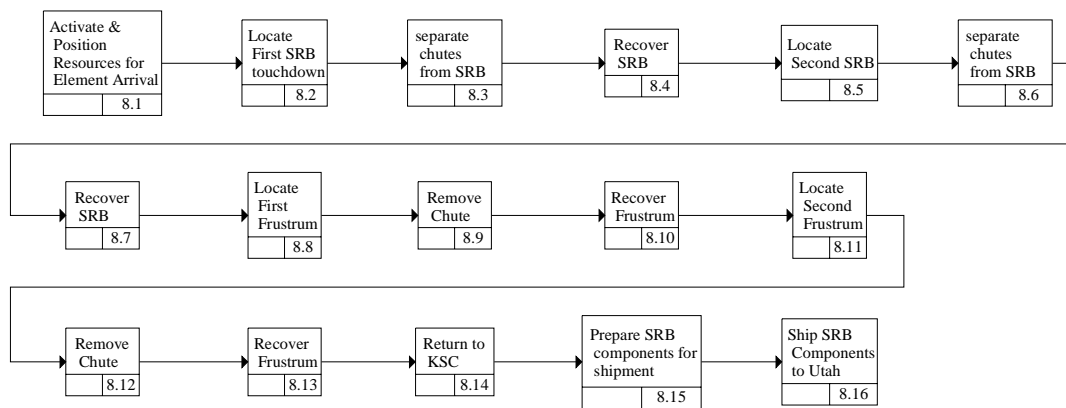 Activate &
Position
Resources for
Element Arrival
8.1
Locate
First SRB
touchdown
8.2
separate
chutes
from SRB
8.3
Recover
SRB
8.4
Locate
Second SRB
8.5
separate
chutes
from SRB
8.6
Recover
SRB
8.7
Locate
First
Frustrum
8.8
Remove
Chute
8.9
Recover
Frustrum
8.10
Locate
Second
Frustrum
8.11
Remove
Chute
8.12
Recover
Frustrum
8.13
Return to
KSC
8.14
Prepare SRB
components for
shipment
8.15
Ship SRB
Components
to Utah
8.16